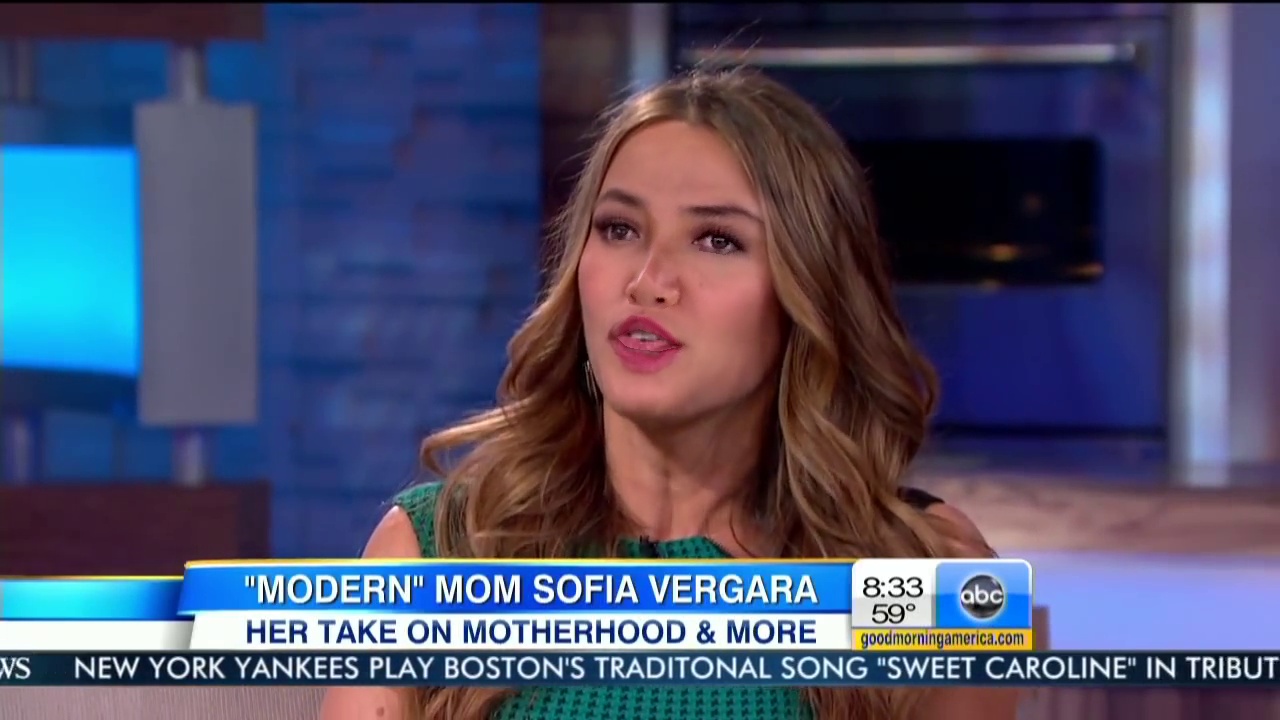 "MODERN" MOM SOFIA VERGARA
HER TAKE ON MOTHERHOOD & MORE
8:33
59°
abc
goodmorningamerica.com
WS NEW YORK YANKEES PLAY BOSTON'S TRADITONAL SONG "SWEET CAROLINE" IN TRIBUT